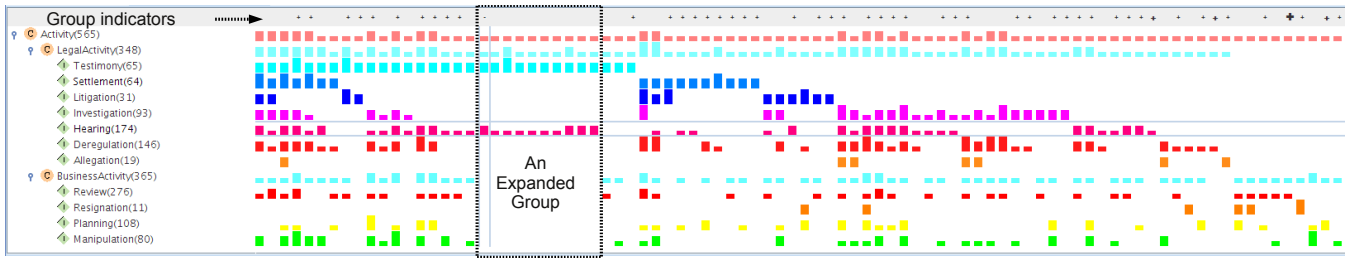 Group indicators
Activity(565)
LegalActivity(348)
Testimony(65)
Settlement(64)
Litigation(31)
Investigation(93)
Hearing(174)
Deregulation(146)
Allegation(19)
BusinessActivity(365)
Review(276)
Resignation(11)
Planning(108)
Manipulation(80)
An
Expanded
Group